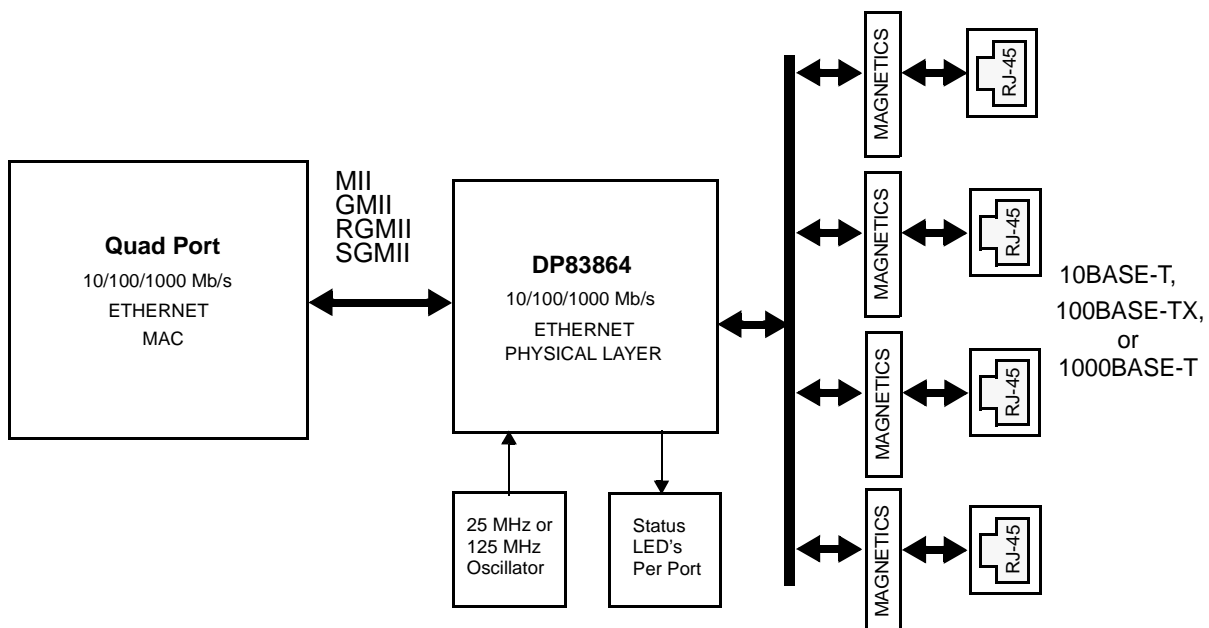 Quad Port
10/100/1000 Mb/s
ETHERNET
MAC
MII
GMII
RGMII
SGMII
DP83864
10/100/1000 Mb/s
ETHERNET
PHYSICAL LAYER
25 MHz or
125 MHz
Oscillator
Status
LED's
Per Port
MAGNETICS
RJ-45
MAGNETICS
RJ-45
MAGNETICS
RJ-45
MAGNETICS
RJ-45
10BASE-T,
100BASE-TX,
or
1000BASE-T